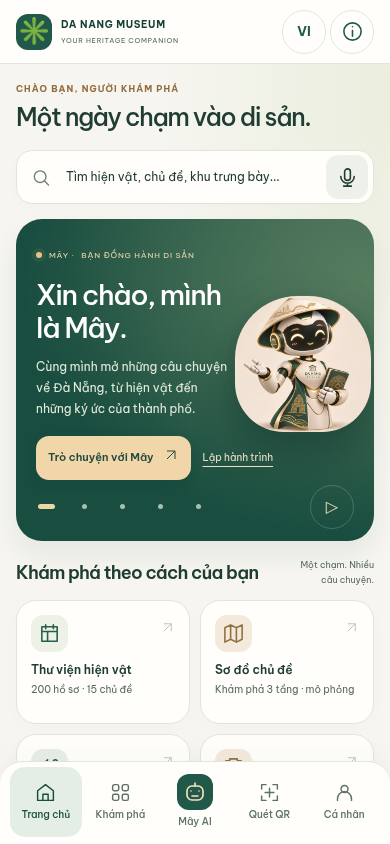 DA NANG MUSEUM
YOUR HERITAGE COMPANION
VI
CHÀO BẠN, NGƯỜI KHÁM PHÁ
Một ngày chạm vào di sản.
Tìm hiện vật, chủ đề, khu trưng bày...
MÂY · BẠN ĐỒNG HÀNH DI SẢN
Xin chào, mình
là Mây.
Cùng mình mở những câu chuyện
về Đà Nẵng, từ hiện vật đến
những ký ức của thành phố.
Trò chuyện với Mây
Lập hành trình
Khám phá theo cách của bạn
Một chạm. Nhiều
câu chuyện.
Thư viện hiện vật
200 hồ sơ · 15 chủ đề
Sơ đồ chủ đề
Khám phá 3 tầng · mô phỏng
Trang chủ
Khám phá
Mây AI
Quét QR
Cá nhân